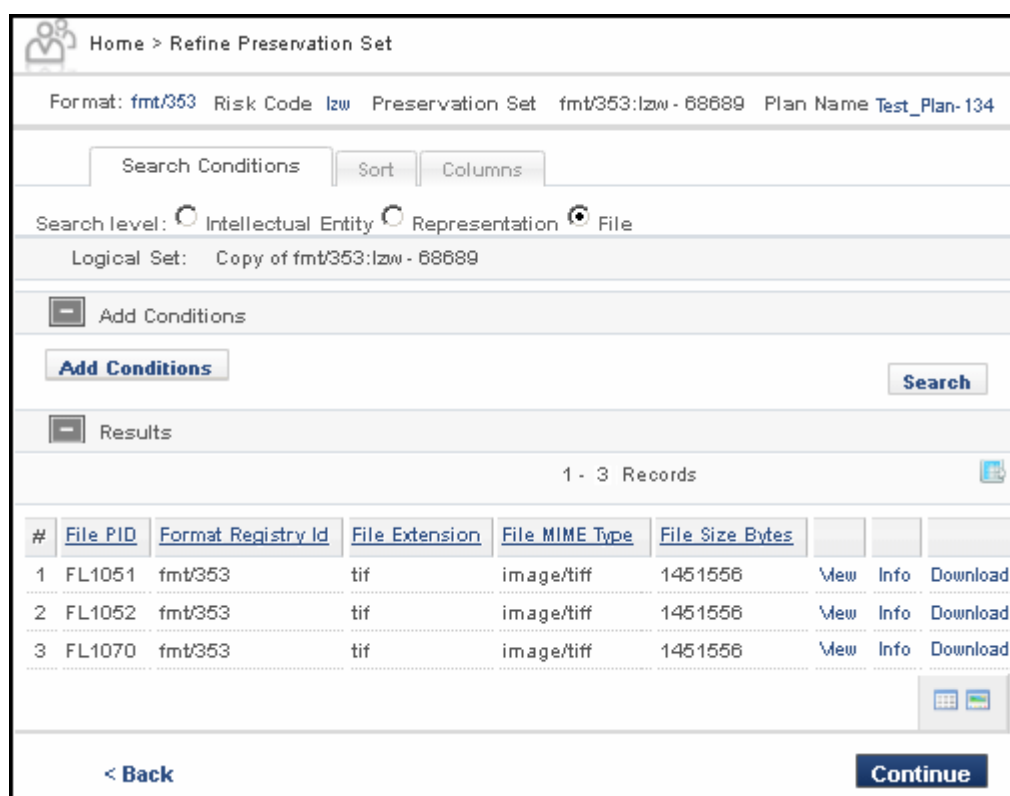 Home > Refine Preservation Set
Format: fmt/353 Risk Code lzw Preservation Set fmt/353:lzw - 68689 Plan Name Test_Plan-134
Search Conditions Sort Columns
Search level: Intellectual Entity Representation File
Logical Set: Copy of fmt/353:lzw - 68689
Add Conditions
Add Conditions
Search
Results
1 - 3 Records
# File PID Format Registry Id File Extension File MIME Type File Size Bytes
1 FL1051 fmt/353 tif image/tiff 1451556 View Info Download
2 FL1052 fmt/353 tif image/tiff 1451556 View Info Download
3 FL1070 fmt/353 tif image/tiff 1451556 View Info Download
< Back Continue